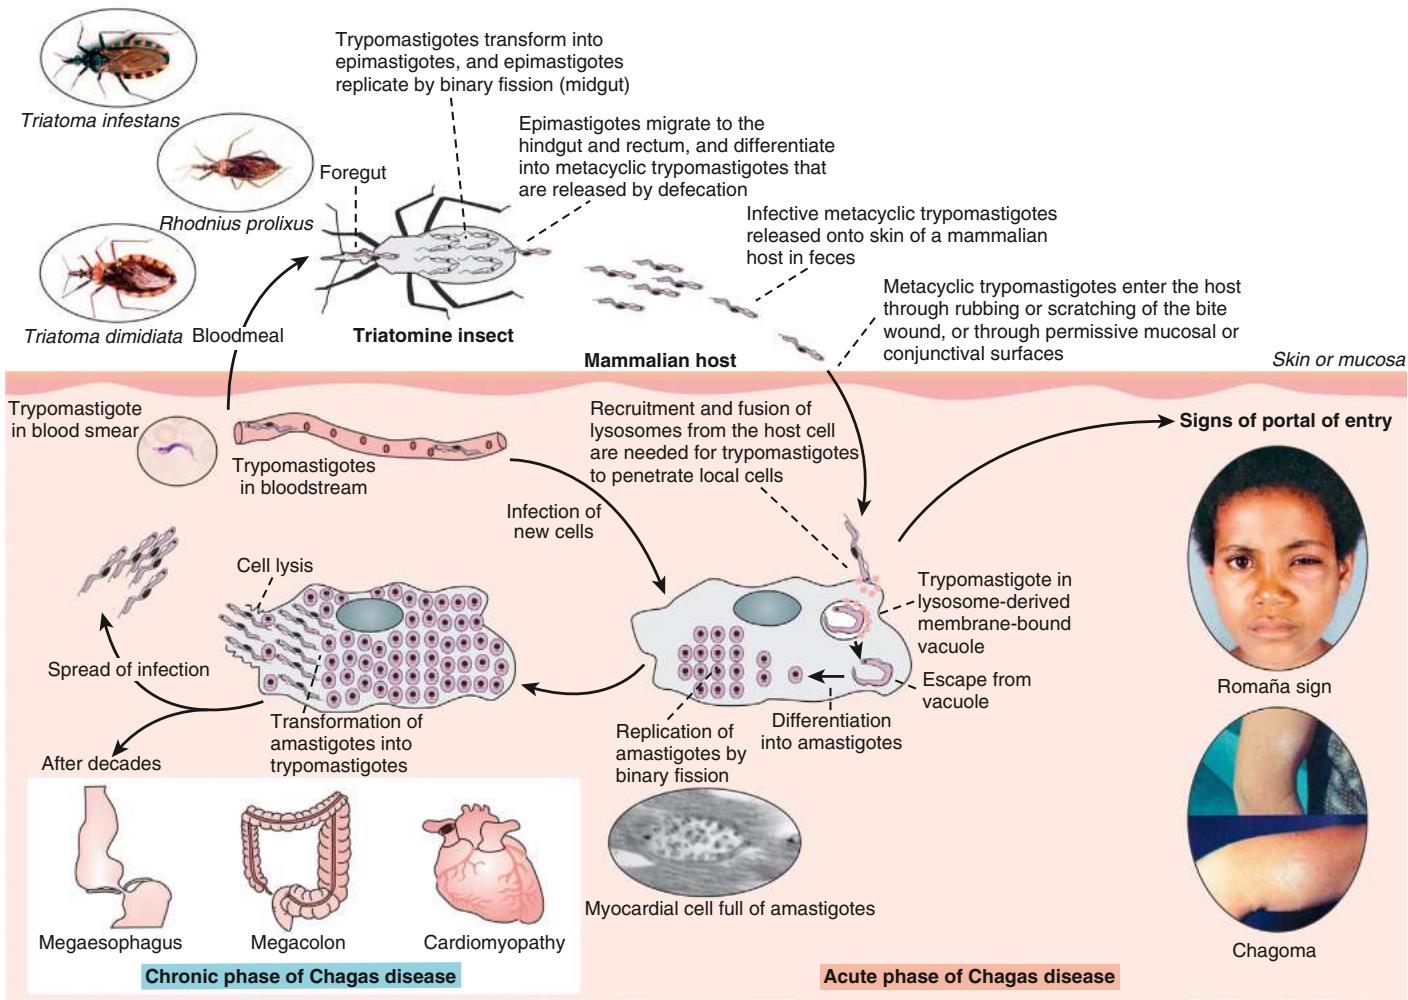 Triatoma infestans
Rhodnius prolixus
Triatoma dimidiata
Bloodmeal
Foregut
Trypomastigotes transform into
epimastigotes, and epimastigotes
replicate by binary fission (midgut)
Epimastigotes migrate to the
hindgut and rectum, and differentiate
into metacyclic trypomastigotes that
are released by defecation
Infective metacyclic trypomastigotes
released onto skin of a mammalian
host in feces
Metacyclic trypomastigotes enter the host
through rubbing or scratching of the bite
wound, or through permissive mucosal or
conjunctival surfaces
Triatomine insect
Mammalian host
Skin or mucosa
Trypomastigote
in blood smear
Trypomastigotes
in bloodstream
Infection of
new cells
Recruitment and fusion of
lysosomes from the host cell
are needed for trypomastigotes
to penetrate local cells
Signs of portal of entry
Cell lysis
Trypomastigote in
lysosome-derived
membrane-bound
vacuole
Escape from
vacuole
Spread of infection
Transformation of
amastigotes into
trypomastigotes
Replication of
amastigotes by
binary fission
Differentiation
into amastigotes
Romaña sign
After decades
Myocardial cell full of amastigotes
Megaesophagus
Megacolon
Cardiomyopathy
Chagoma
Chronic phase of Chagas disease
Acute phase of Chagas disease